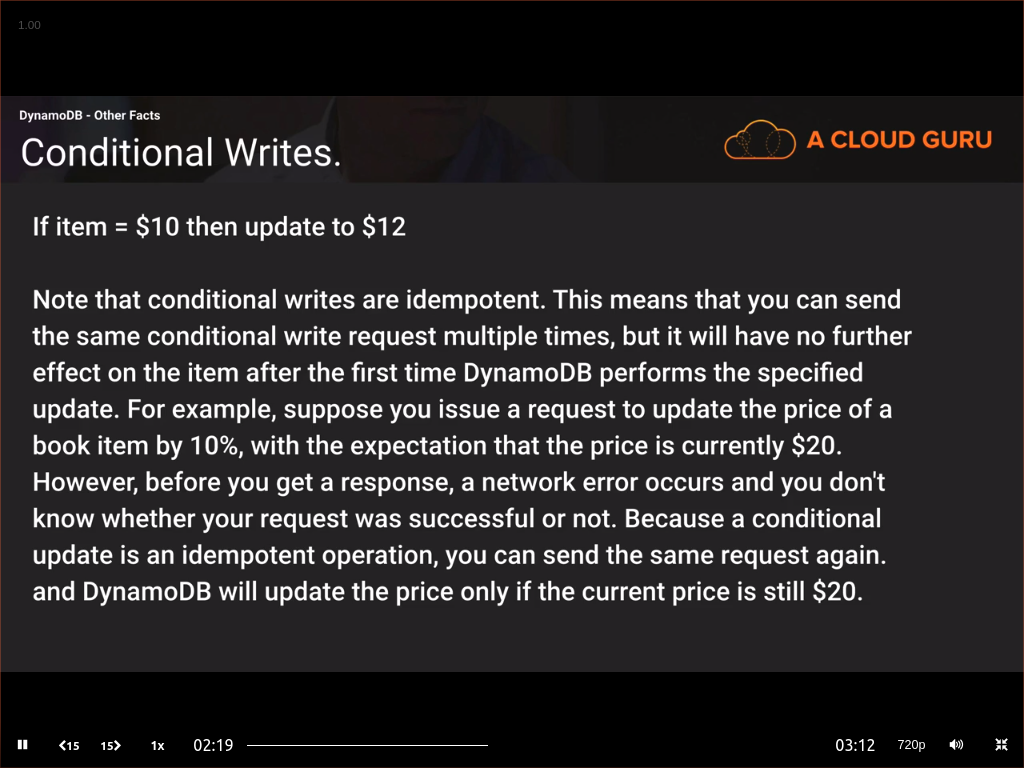 1.00
DynamoDB - Other Facts
Conditional Writes.
A CLOUD GURU
If item = $10 then update to $12
Note that conditional writes are idempotent. This means that you can send
the same conditional write request multiple times, but it will have no further
effect on the item after the first time DynamoDB performs the specified
update. For example, suppose you issue a request to update the price of a
book item by 10%, with the expectation that the price is currently $20.
However, before you get a response, a network error occurs and you don't
know whether your request was successful or not. Because a conditional
update is an idempotent operation, you can send the same request again.
and DynamoDB will update the price only if the current price is still $20.
15 15 1x 02:19 03:12 720p